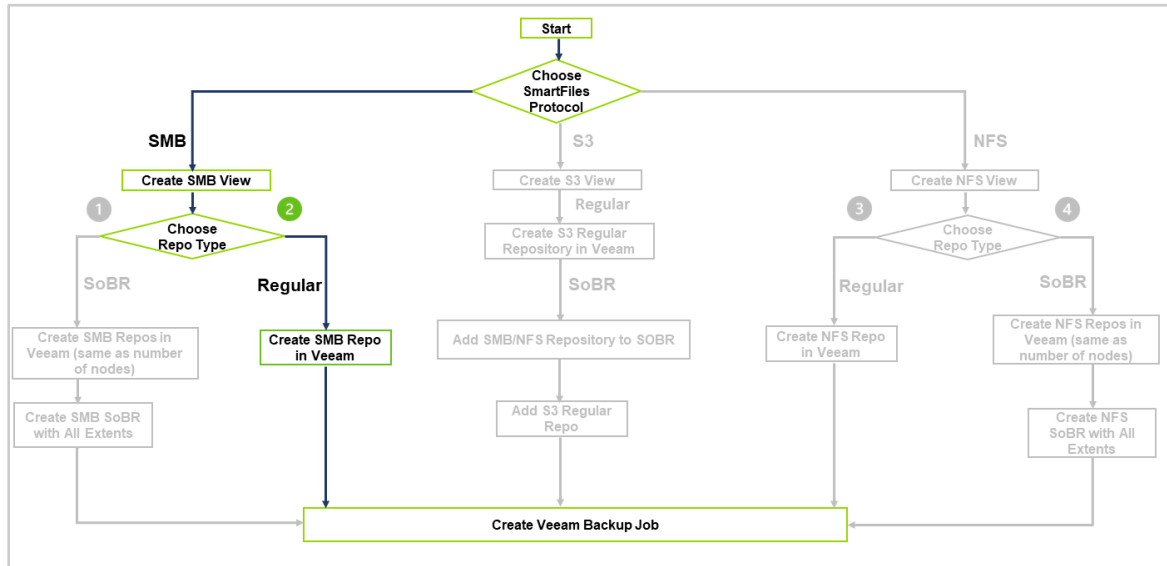 Start
Choose
SmartFiles
Protocol
SMB
S3
NFS
Create SMB View
Create S3 View
Create NFS View
1
2
3
4
Choose
Repo Type
Regular
Choose
Repo Type
Create S3 Regular
Repository in Veeam
SoBR
Regular
SoBR
Regular
SoBR
Create SMB Repos in
Veeam (same as number
of nodes)
Create SMB Repo
in Veeam
Add SMB/NFS Repository to SOBR
Create NFS Repo
in Veeam
Create NFS Repos in
Veeam (same as
number of nodes)
Create SMB SoBR
with All Extents
Add S3 Regular
Repo
Create NFS
SoBR with All
Extents
Create Veeam Backup Job